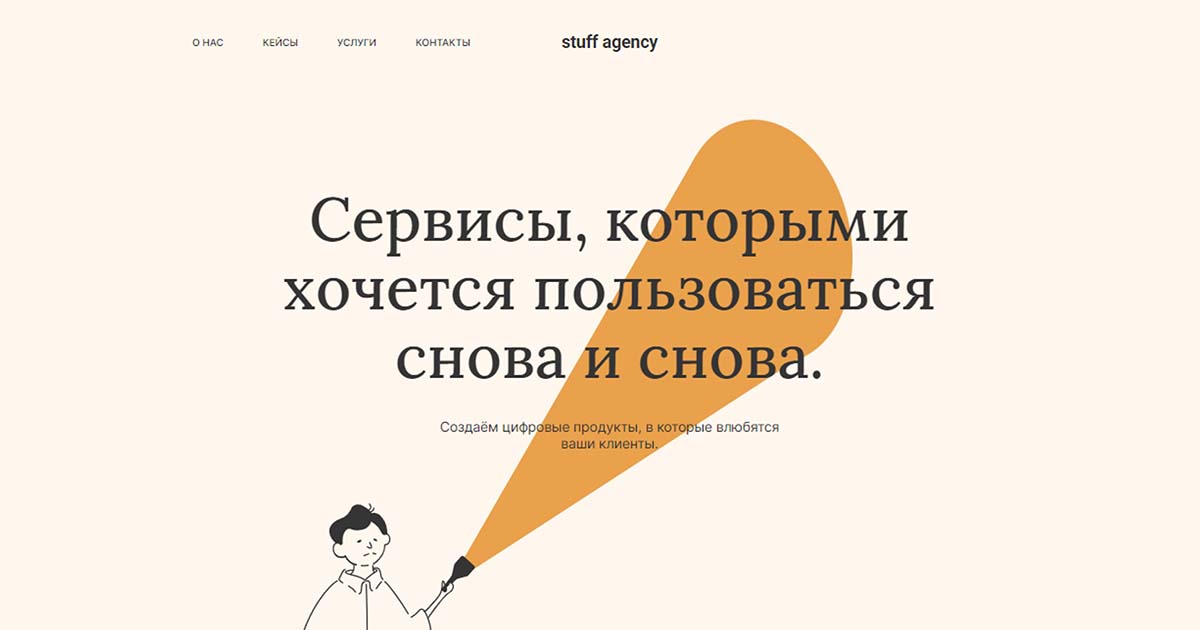 О НАС КЕЙСЫ УСЛУГИ КОНТАКТЫ stuff agency
Сервисы, которыми
хочется пользоваться
снова и снова.
Создаём цифровые продукты, в которые влюбятся
ваши клиенты.